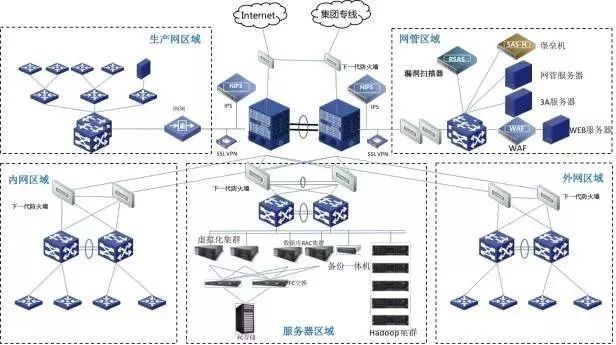 Internet
集团专线
生产网区域
下一代防火墙
网管区域
SAS-H
堡垒机
RSAS
漏洞扫描器
网管服务器
3A服务器
WAF
WEB服务器
WAF
NIPS
IPS
NIPS
IPS
网闸
SSL VPN
SSL VPN
内网区域
下一代防火墙
下一代防火墙
外网区域
下一代防火墙
虚拟化集群
数据库RAC集群
备份一体机
FC交换
FC存储
服务器区域
Hadoop集群